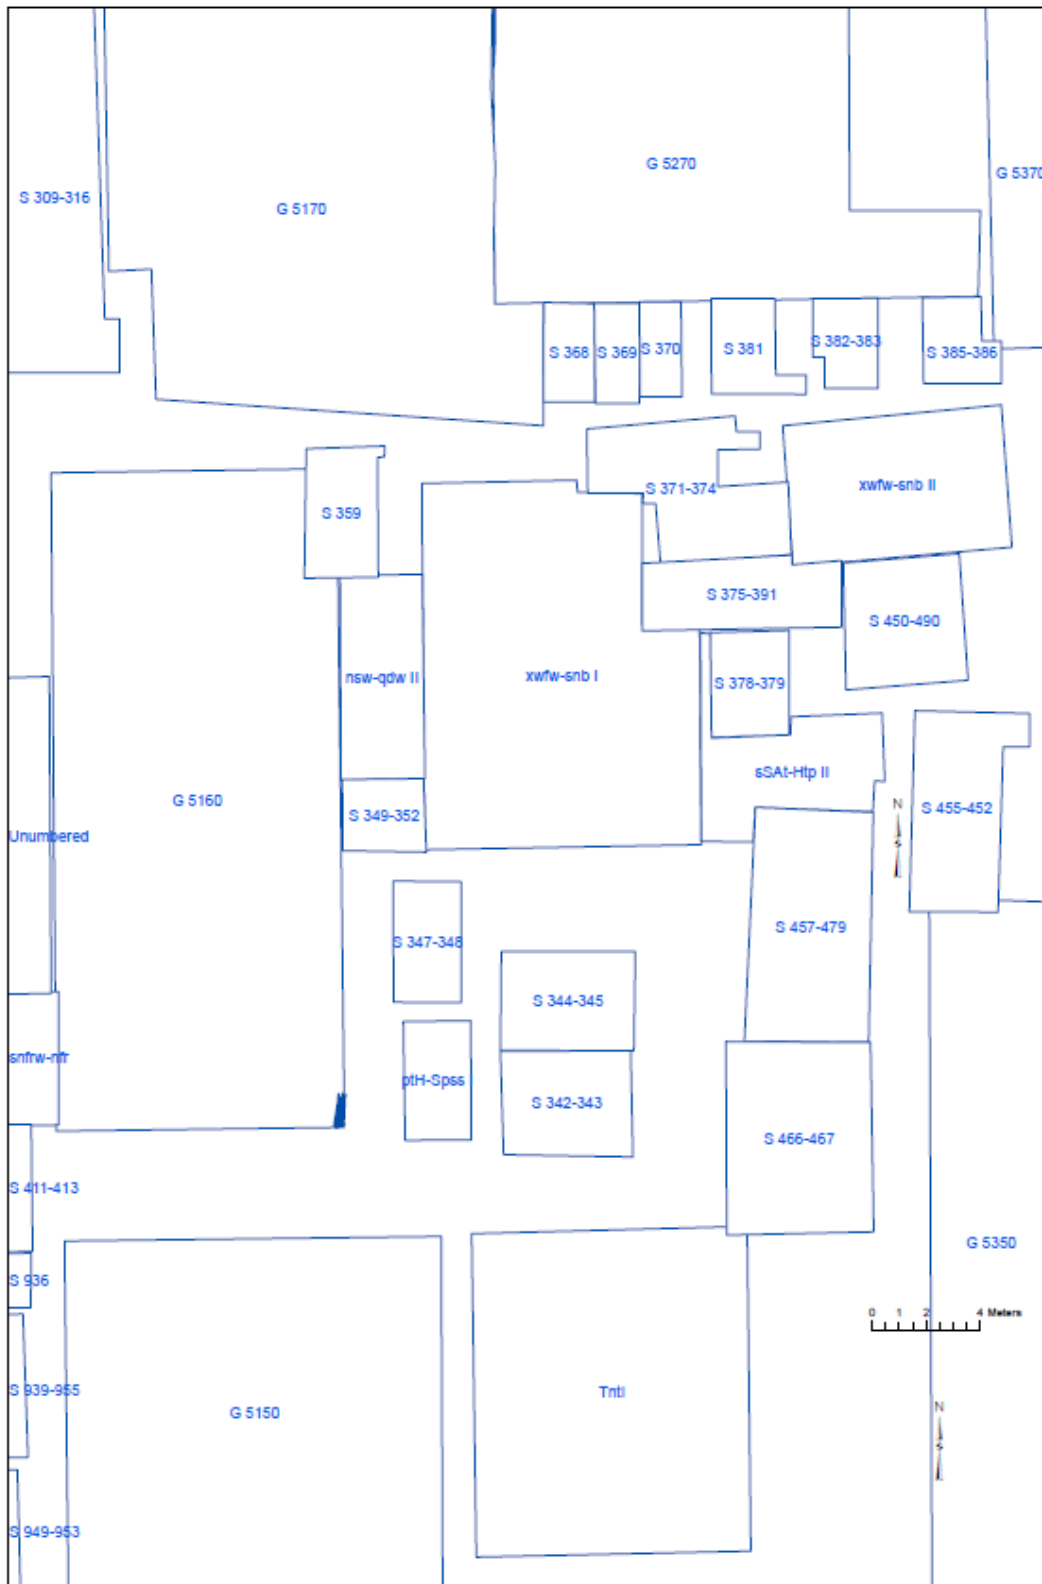 G 5270
G 5370
S 309-316
G 5170
S 382-383
S 368
S 369
S 370
S 381
S 385-386
S 371-374
xwfw-snb II
S 359
S 375-391
S 450-490
nsw-qdw II
xwfw-snb I
S 378-379
sSAt-Htp II
G 5160
S 349-352
N
S
S 455-452
Unumbered
S 457-479
S 347-348
S 344-345
snfrw-nfr
ptH-Spss
S 342-343
S 466-467
S 411-413
G 5350
S 936
0 1 2 4 Meters
S 939-955
TntI
G 5150
N
S
S 949-953